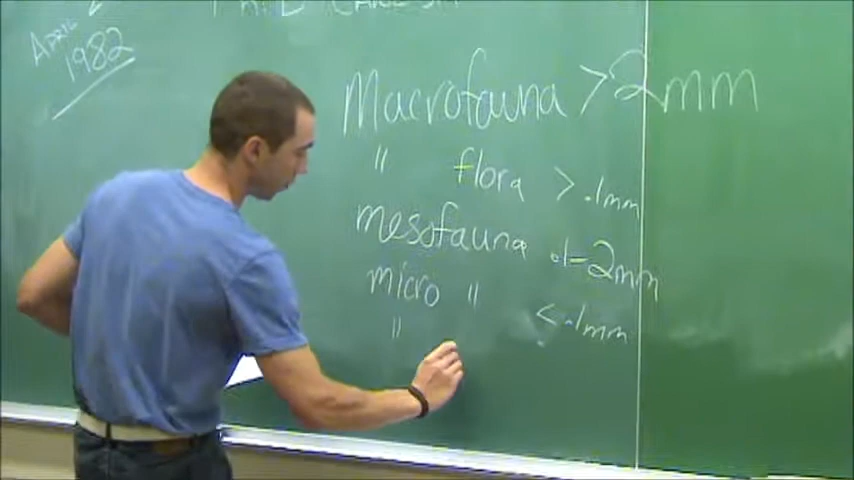 April
1982
Macrofauna >2mm
" flora > .1mm
mesofauna .1-2mm
micro " < .1mm
"